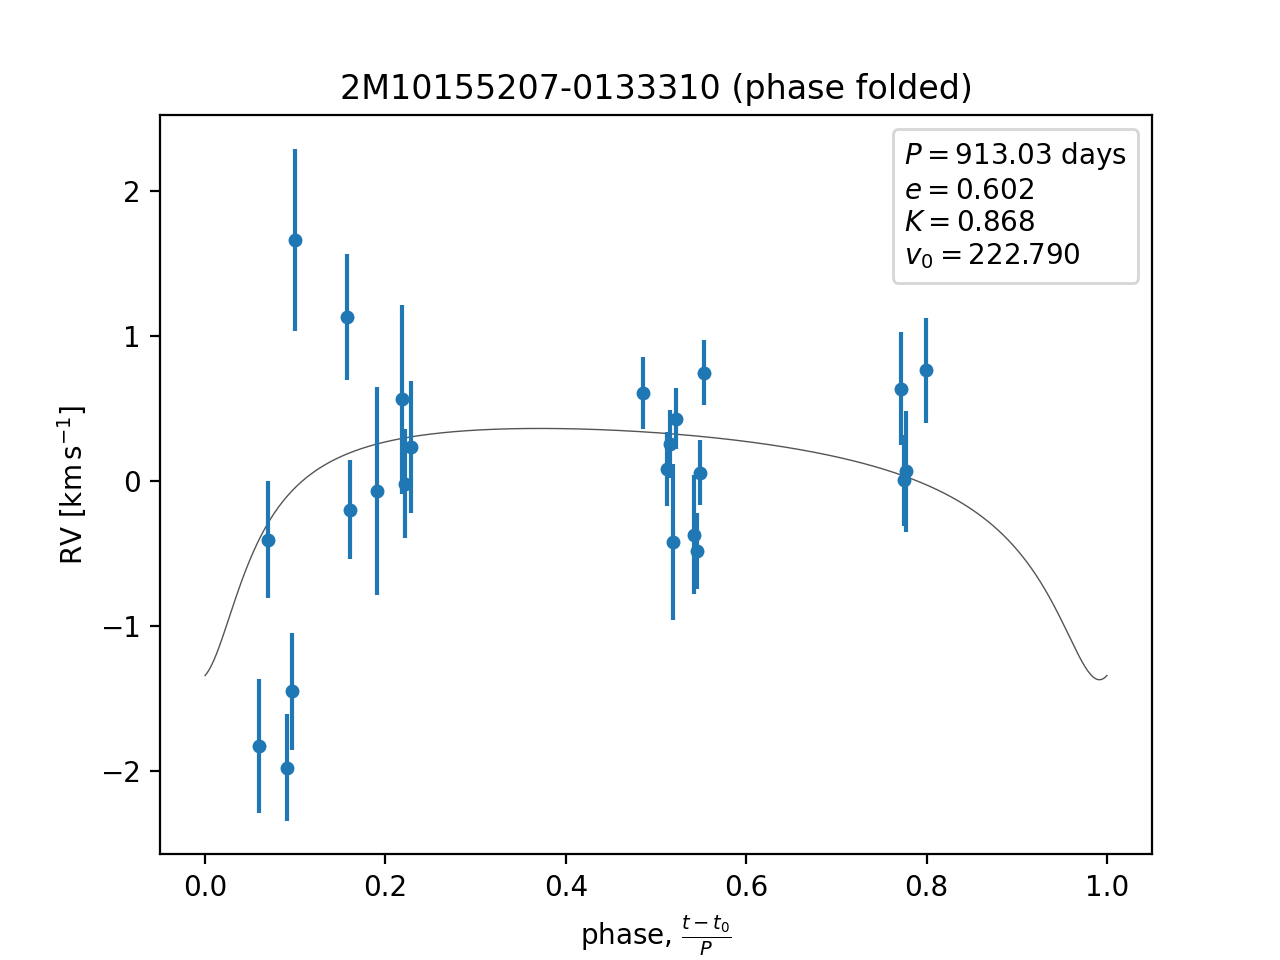 2M10155207-0133310 (phase folded)
P = 913.03 days
e = 0.602
K = 0.868
v₀ = 222.790
2
1
0
−1
−2
RV [km s⁻¹]
0.0 0.2 0.4 0.6 0.8 1.0
phase, (t − t₀)/P